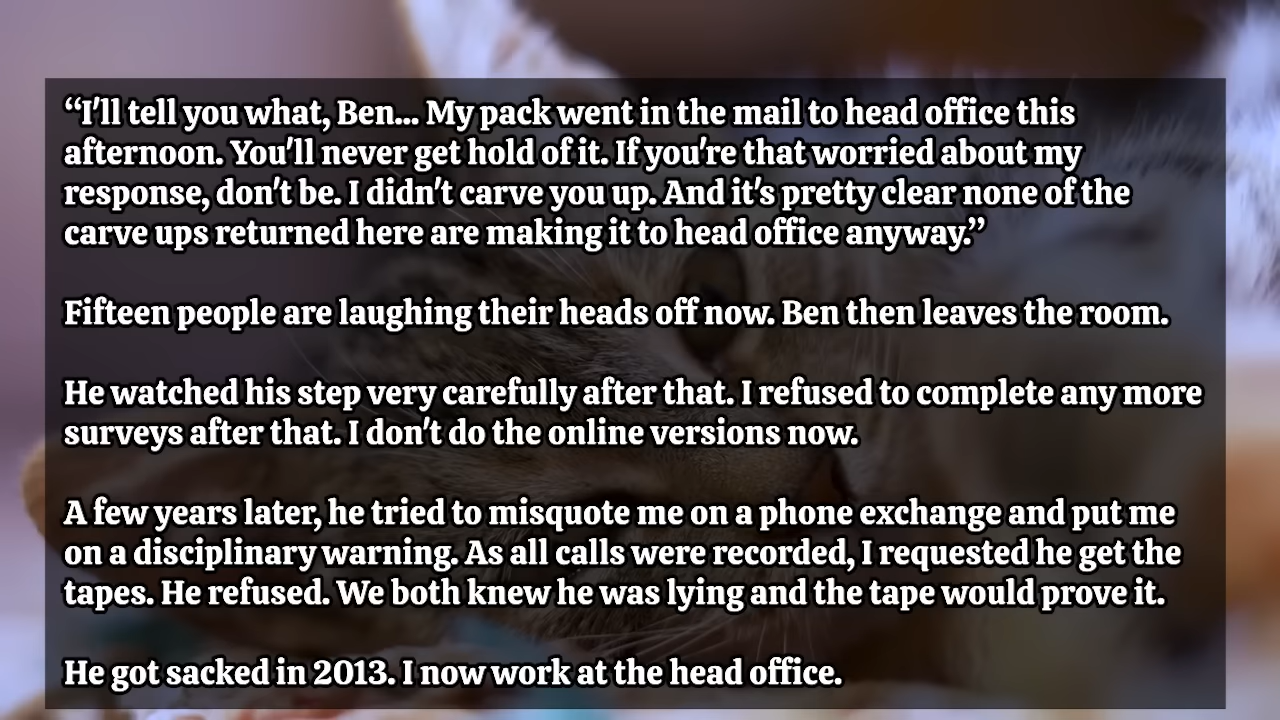 “I'll tell you what, Ben... My pack went in the mail to head office this
afternoon. You'll never get hold of it. If you're that worried about my
response, don't be. I didn't carve you up. And it's pretty clear none of the
carve ups returned here are making it to head office anyway.”
Fifteen people are laughing their heads off now. Ben then leaves the room.
He watched his step very carefully after that. I refused to complete any more
surveys after that. I don't do the online versions now.
A few years later, he tried to misquote me on a phone exchange and put me
on a disciplinary warning. As all calls were recorded, I requested he get the
tapes. He refused. We both knew he was lying and the tape would prove it.
He got sacked in 2013. I now work at the head office.